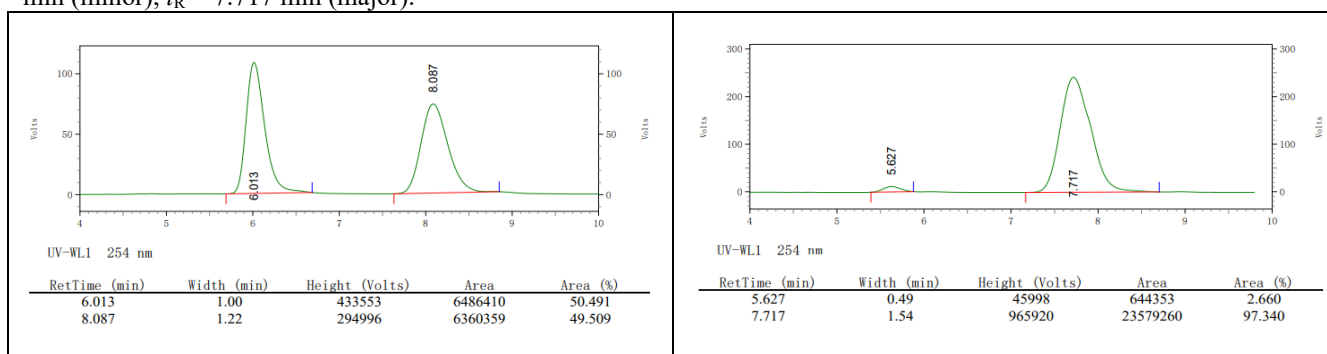 min (minor), tR = 7.717 min (major).
100
50
0
Volts
6.013
8.087
100
50
0
Volts
4 5 6 7 8 9 10
UV-WL1 254 nm
RetTime (min) Width (min) Height (Volts) Area Area (%)
6.013 1.00 433553 6486410 50.491
8.087 1.22 294996 6360359 49.509
300
200
100
0
Volts
5.627
7.717
300
200
100
0
Volts
4 5 6 7 8 9 10
UV-WL1 254 nm
RetTime (min) Width (min) Height (Volts) Area Area (%)
5.627 0.49 45998 644353 2.660
7.717 1.54 965920 23579260 97.340